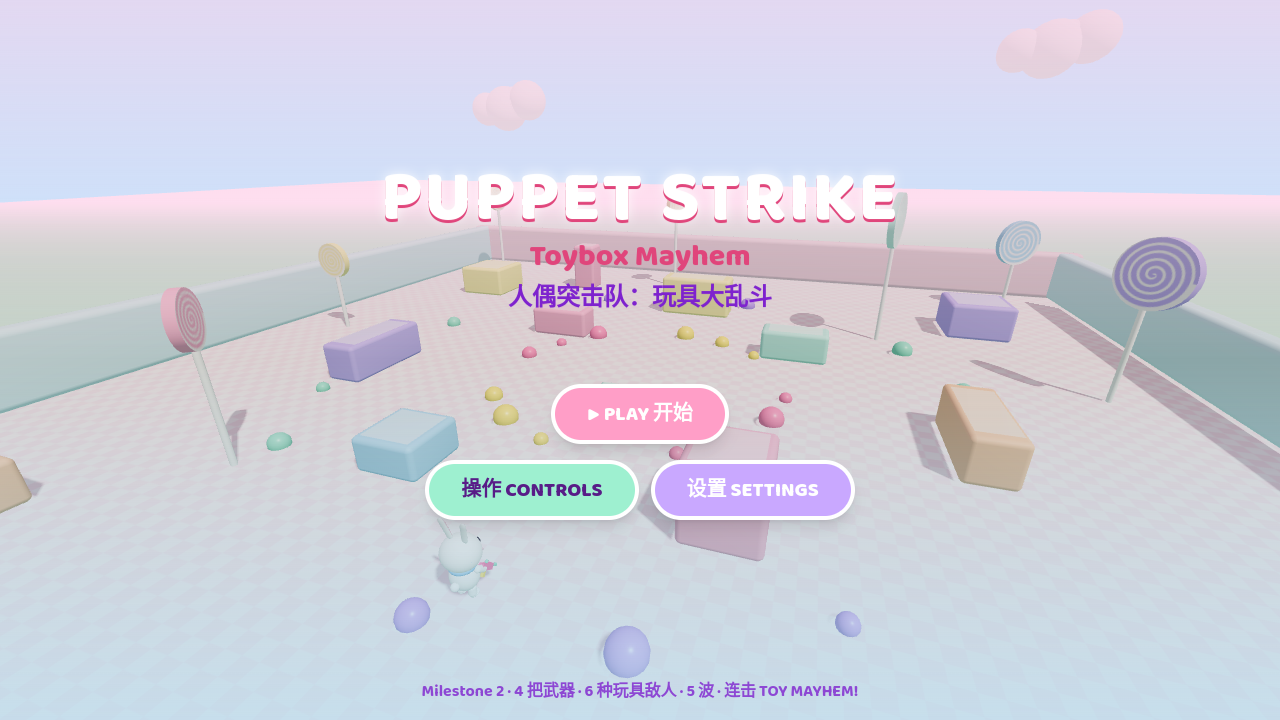 PUPPET STRIKE
Toybox Mayhem
人偶突击队：玩具大乱斗
▶ PLAY 开始
操作 CONTROLS
设置 SETTINGS
Milestone 2 · 4 把武器 · 6 种玩具敌人 · 5 波 · 连击 TOY MAYHEM!